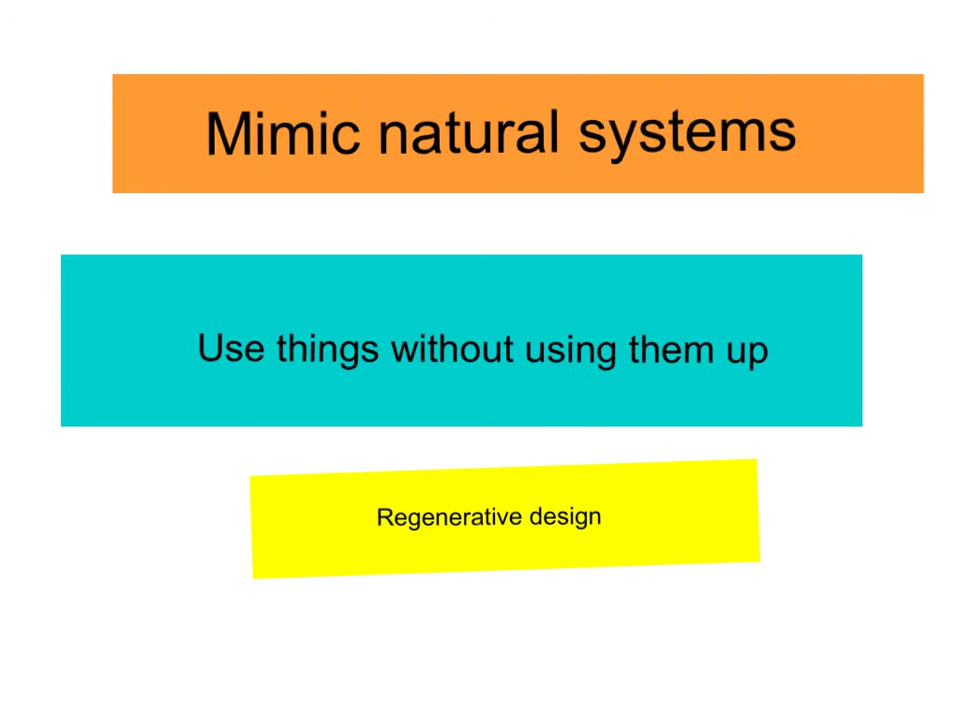 Mimic natural systems
Use things without using them up
Regenerative design